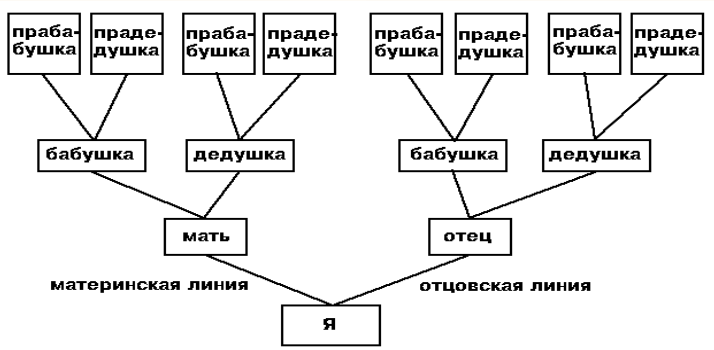 праба-
бушка
праде-
душка
праба-
бушка
праде-
душка
праба-
бушка
праде-
душка
праба-
бушка
праде-
душка
бабушка
дедушка
бабушка
дедушка
мать
отец
материнская линия
отцовская линия
я